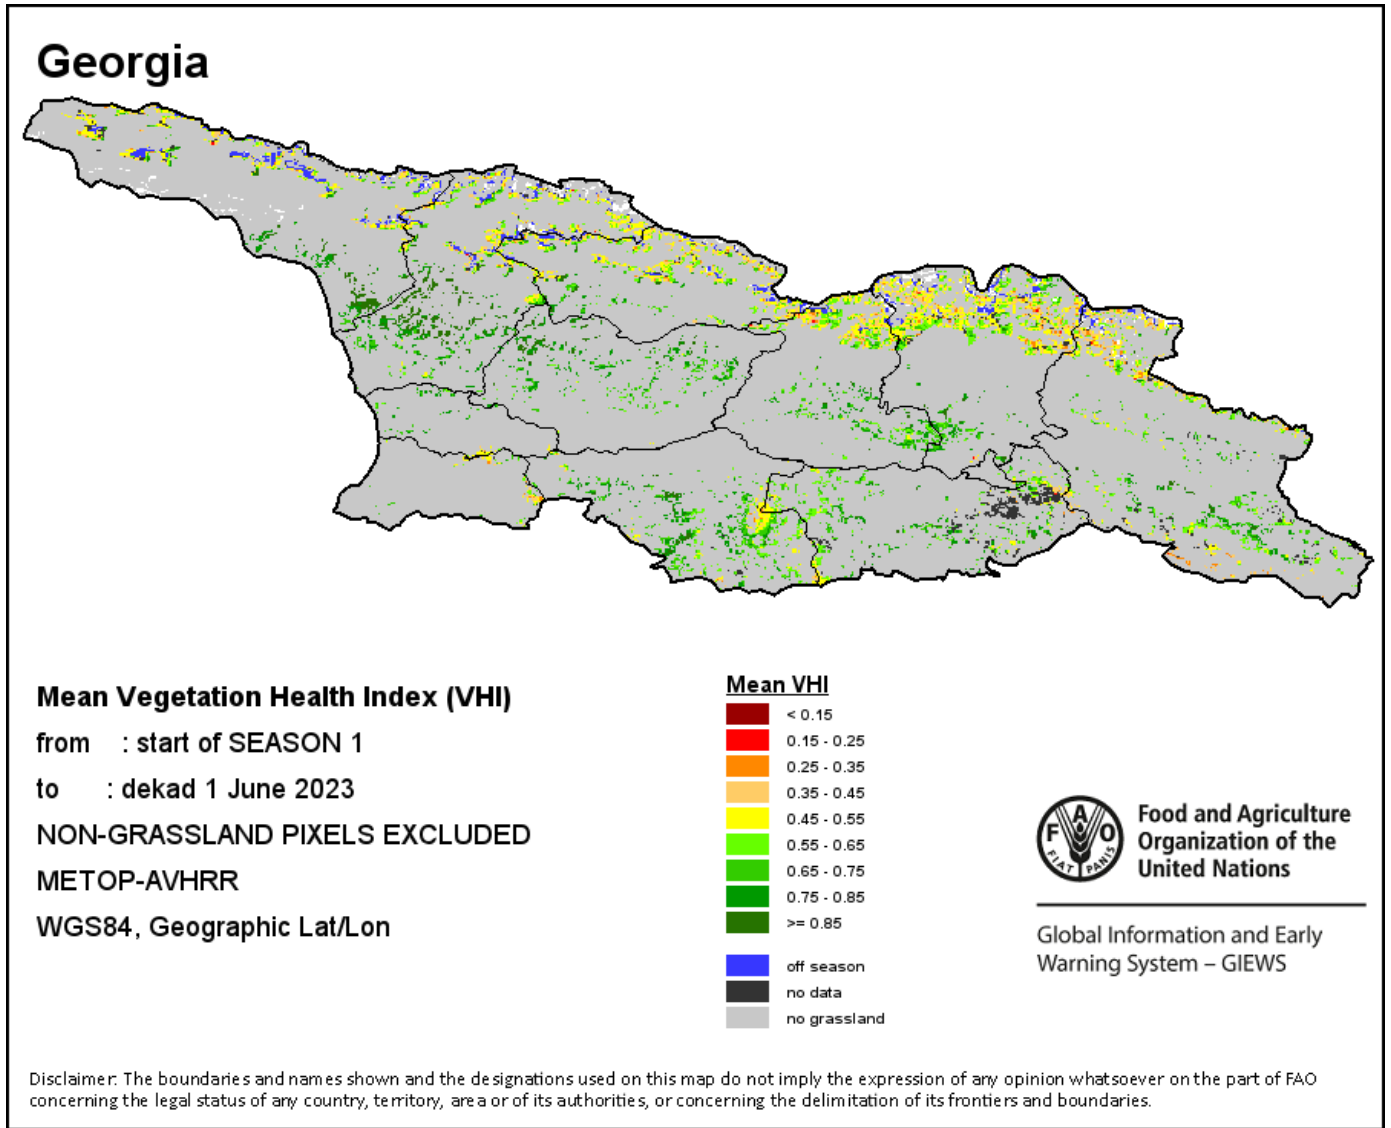 Georgia
Mean Vegetation Health Index (VHI)
from : start of SEASON 1
to : dekad 1 June 2023
NON-GRASSLAND PIXELS EXCLUDED
METOP-AVHRR
WGS84, Geographic Lat/Lon
Mean VHI
< 0.15
0.15 - 0.25
0.25 - 0.35
0.35 - 0.45
0.45 - 0.55
0.55 - 0.65
0.65 - 0.75
0.75 - 0.85
>= 0.85
off season
no data
no grassland
F A O
FIAT PANIS
Food and Agriculture
Organization of the
United Nations
Global Information and Early
Warning System – GIEWS
Disclaimer: The boundaries and names shown and the designations used on this map do not imply the expression of any opinion whatsoever on the part of FAO
concerning the legal status of any country, territory, area or of its authorities, or concerning the delimitation of its frontiers and boundaries.